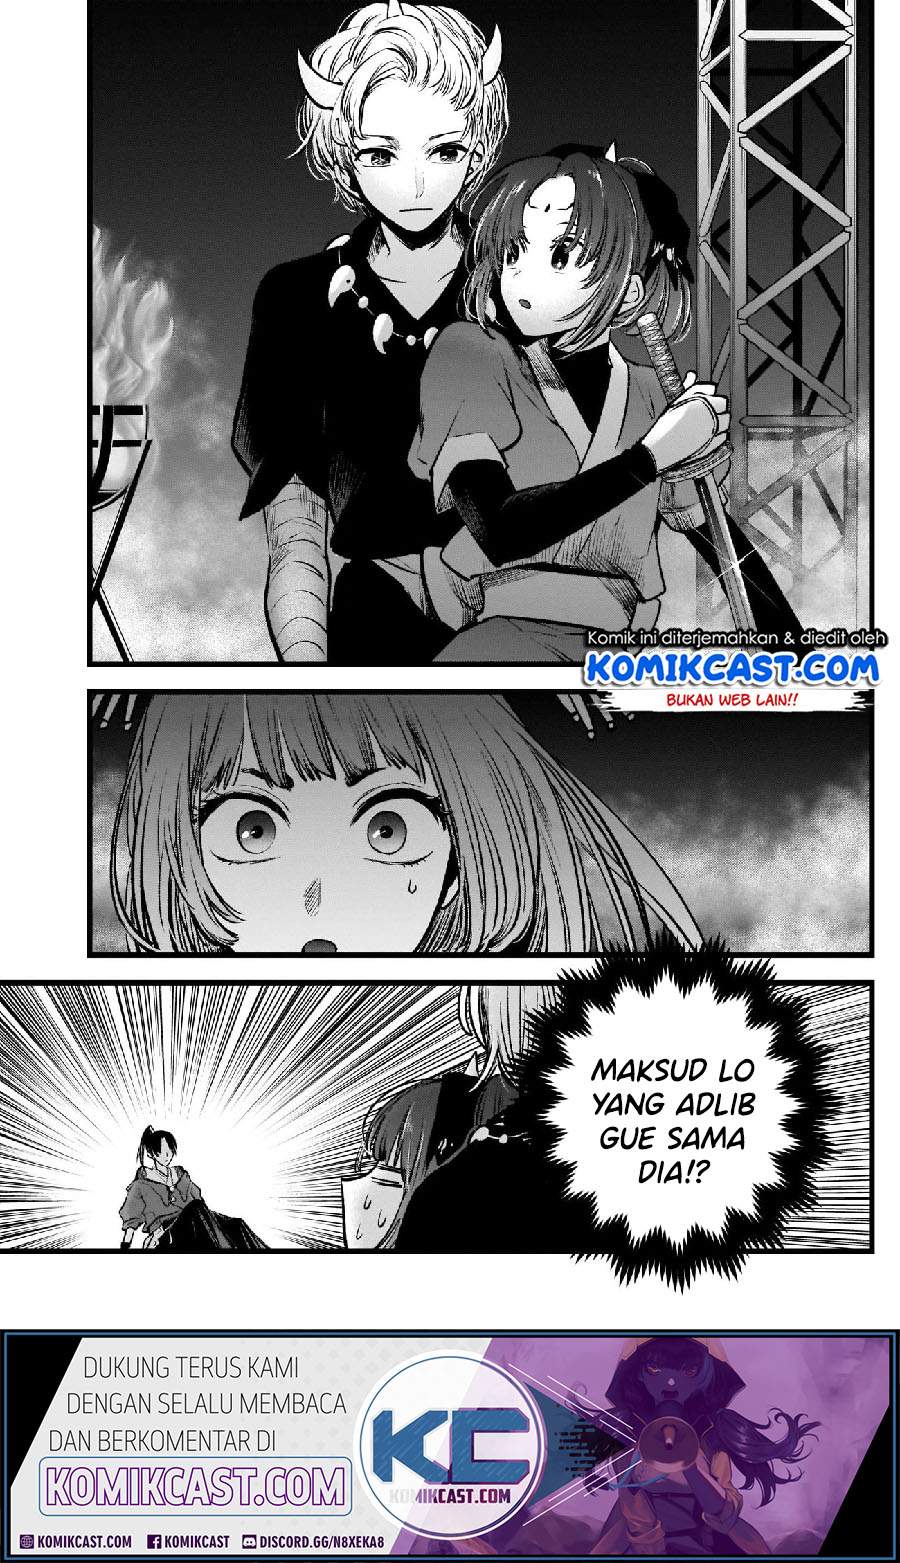 Komik ini diterjemahkan & diedit oleh
KOMIKCAST.COM
BUKAN WEB LAIN!!
MAKSUD LO
YANG ADLIB
GUE SAMA
DIA!?
DUKUNG TERUS KAMI
DENGAN SELALU MEMBACA
DAN BERKOMENTAR DI
KOMIKCAST.COM
KC
KOMIKCAST.COM
KOMIKCAST.COM
KOMIKCAST.COM
DISCORD.GG/N8XEKA8